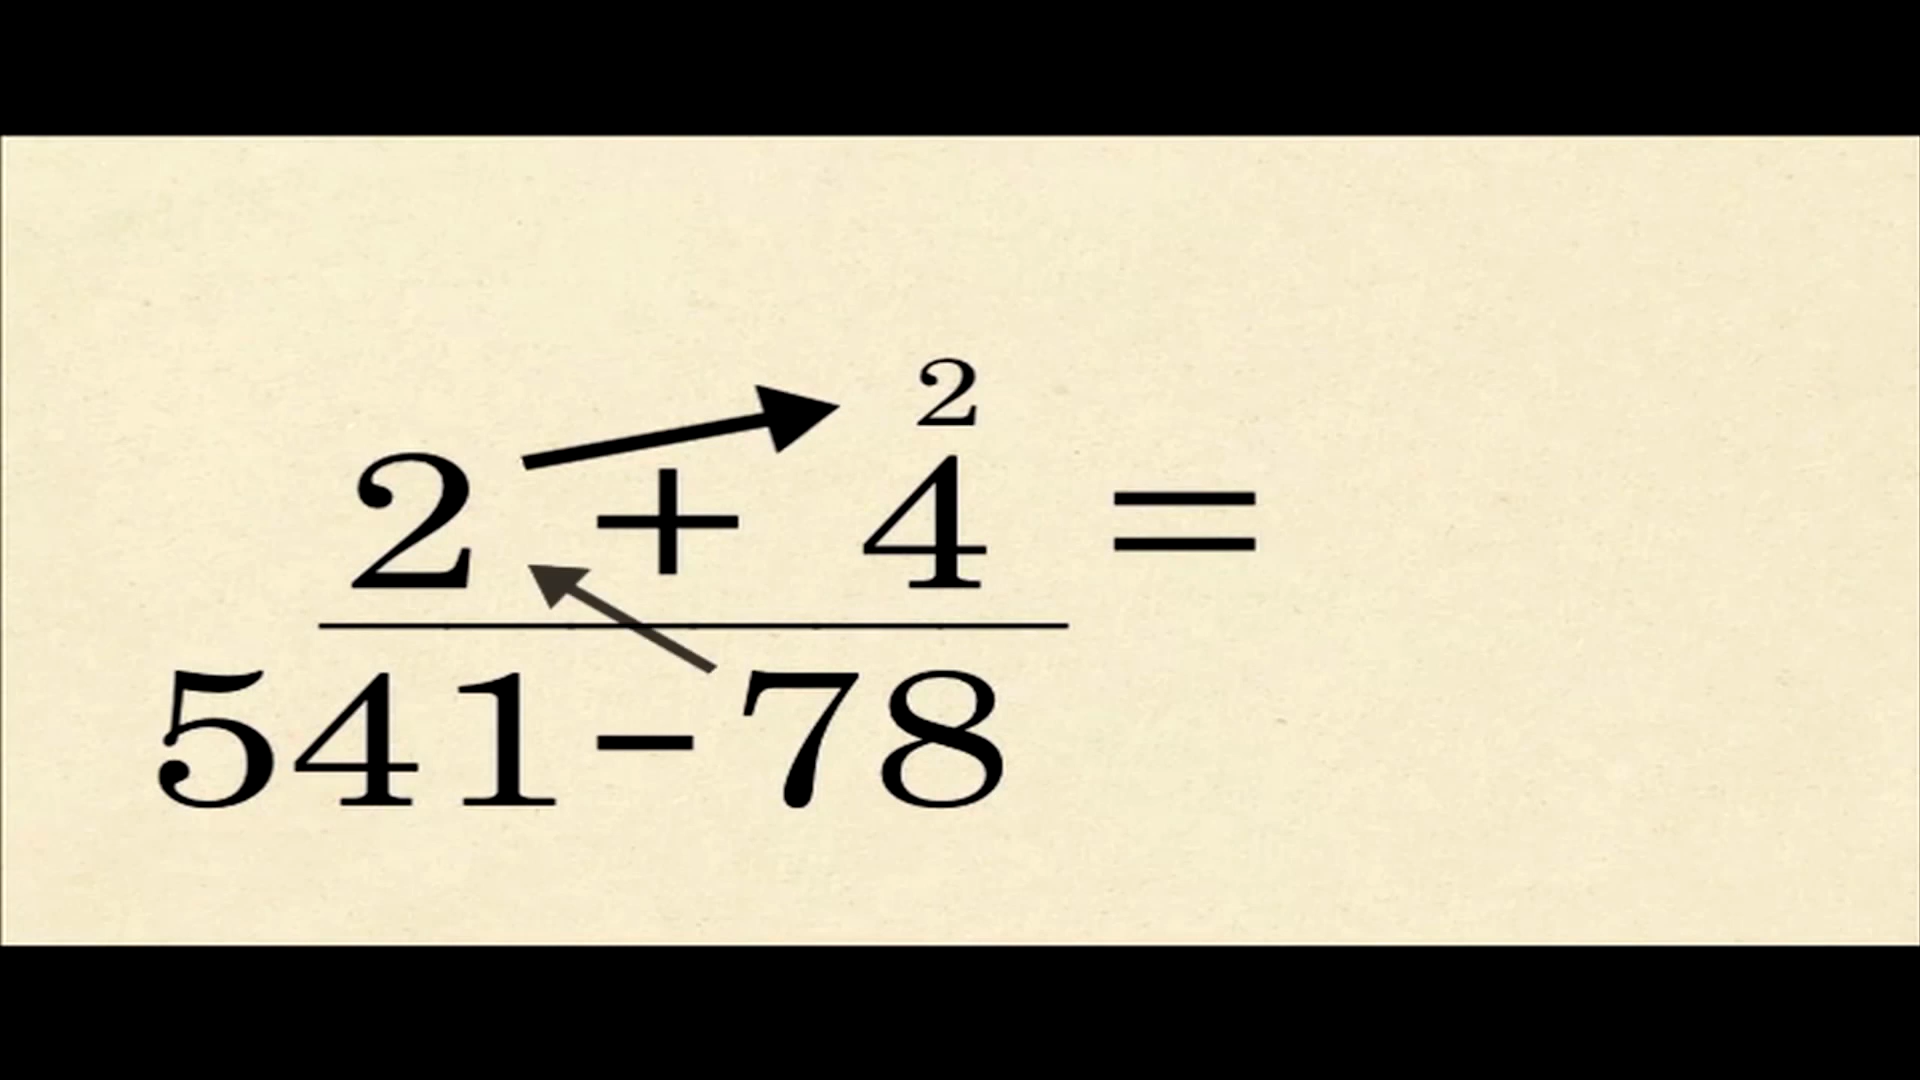 2
2 + 4 =
541-78